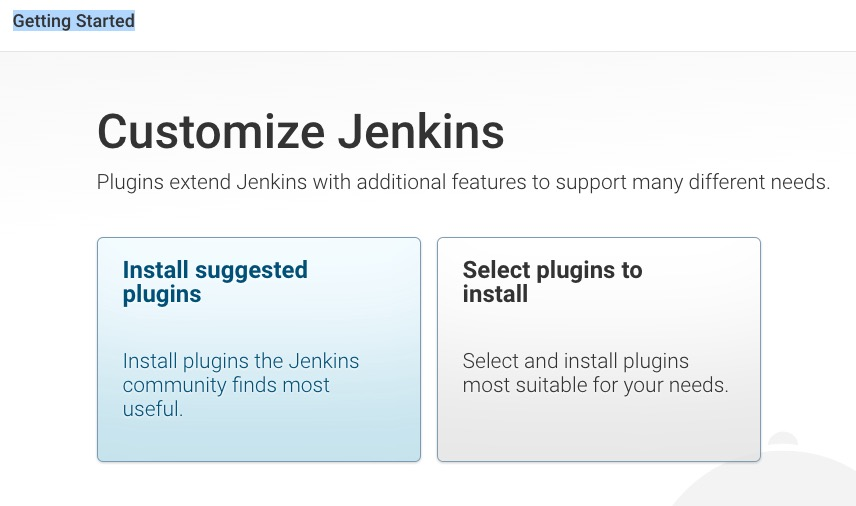 Getting Started
Customize Jenkins
Plugins extend Jenkins with additional features to support many different needs.
Install suggested
plugins
Install plugins the Jenkins
community finds most
useful.
Select plugins to
install
Select and install plugins
most suitable for your needs.